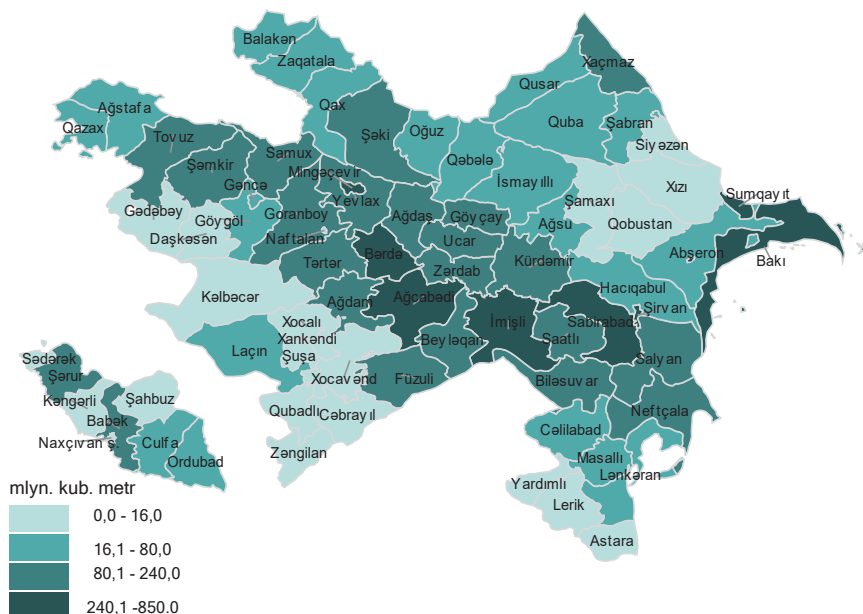 Balakən
Zaqatala
Xaçmaz
Qusar
Ağstafa
Qax
Qazax
Tovuz
Şəki
Oğuz
Quba
Şabran
Siyəzən
Samux
Şəmkir
Mingəçevir
Qəbələ
Gəncə
İsmayıllı
Xızı
Sumqayıt
Yevlax
Şamaxı
Gədəbəy
Göygöl
Goranboy
Ağdaş
Göyçay
Ağsu
Qobustan
Daşkəsən
Naftalan
Bərdə
Ucar
Abşeron
Bakı
Tərtər
Zərdab
Kürdəmir
Kəlbəcər
Ağdam
Ağcabədi
Hacıqabul
Şirvan
Xocalı
İmişli
Sabirabad
Xankəndi
Laçın
Şuşa
Beyləqan
Saatlı
Salyan
Sədərək
Şərur
Xocavənd
Füzuli
Biləsuvar
Kəngərli
Şahbuz
Qubadlı
Cəbrayıl
Neftçala
Babək
Naxçıvan ş.
Culfa
Cəlilabad
Ordubad
Zəngilan
Masallı
Lənkəran
Yardımlı
Lerik
Astara
mlyn. kub. metr
0,0 - 16,0
16,1 - 80,0
80,1 - 240,0
240,1 -850,0